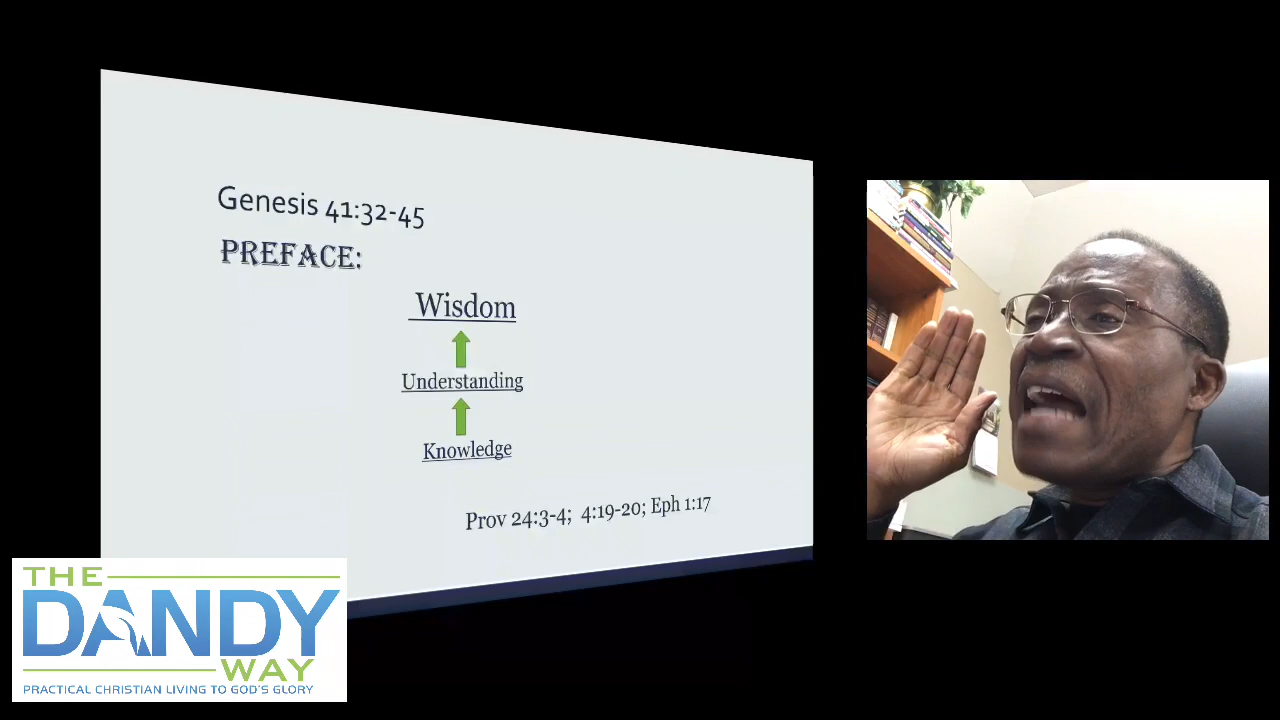 Genesis 41:32-45
PREFACE:
Wisdom
Understanding
Knowledge
Prov 24:3-4; 4:19-20; Eph 1:17
THE
DANDY
WAY
PRACTICAL CHRISTIAN LIVING TO GOD'S GLORY